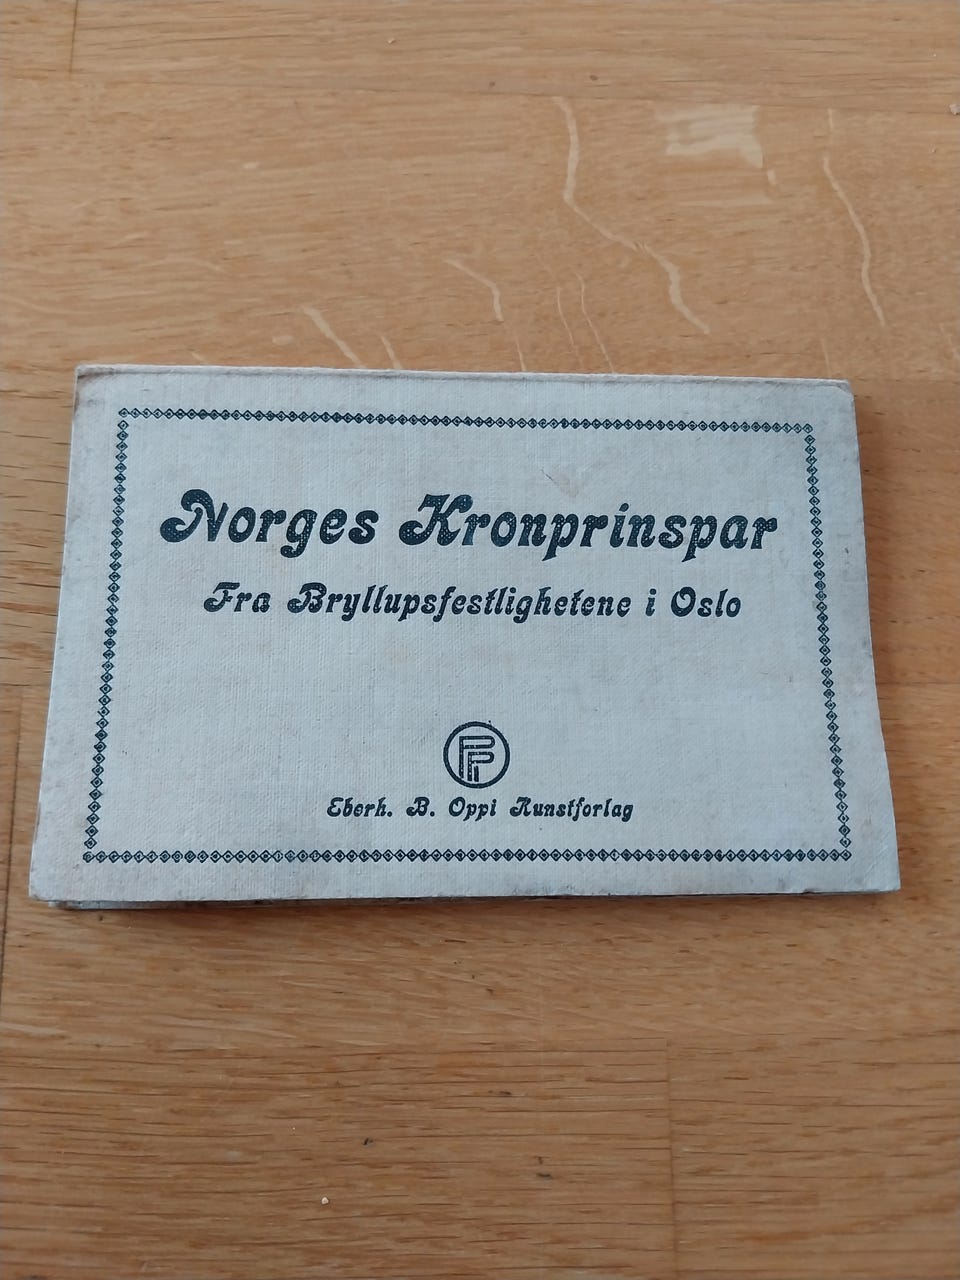 Norges Kronprinspar
Fra Bryllupsfestlighetene i Oslo
Eberh. B. Oppi Kunstforlag